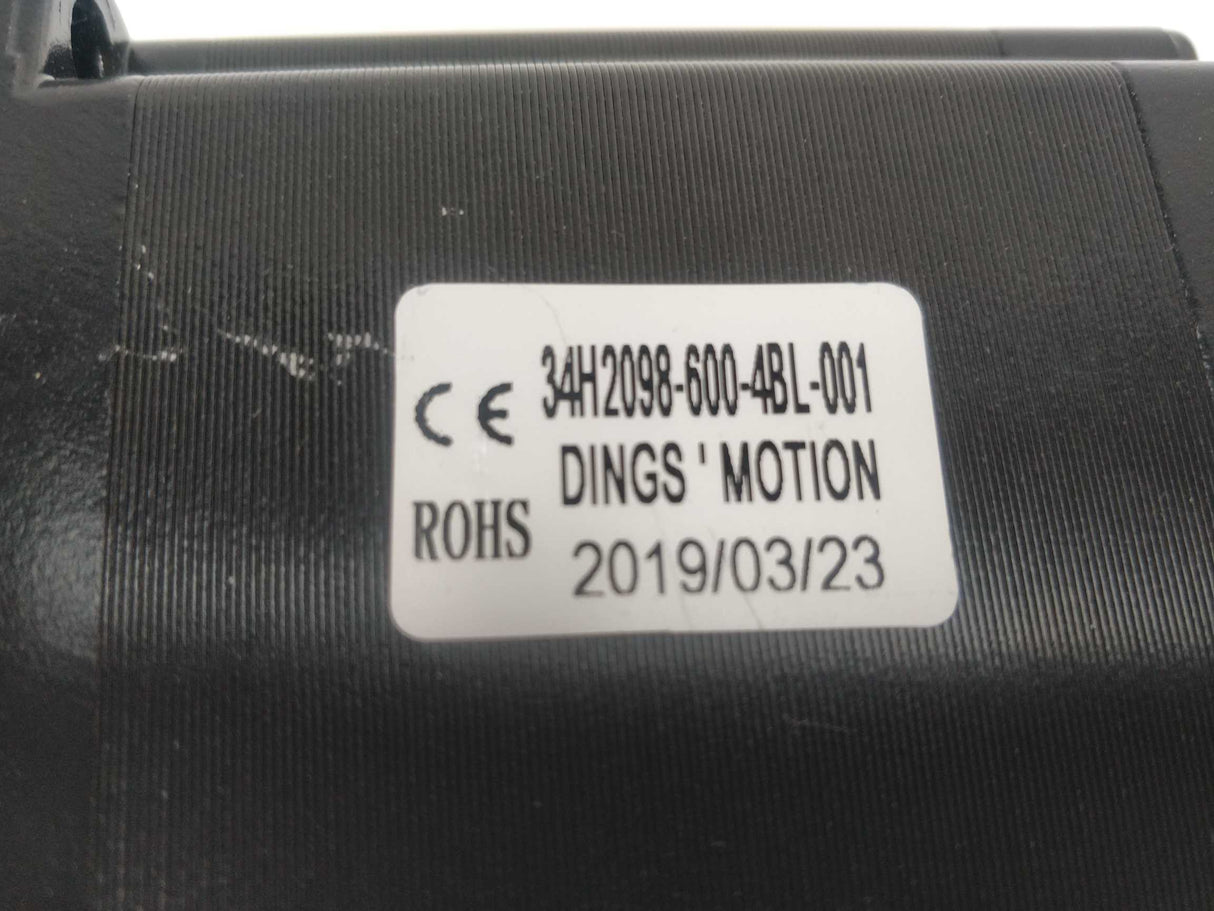 CE 34H2098-600-4BL-001
DINGS ' MOTION
ROHS 2019/03/23